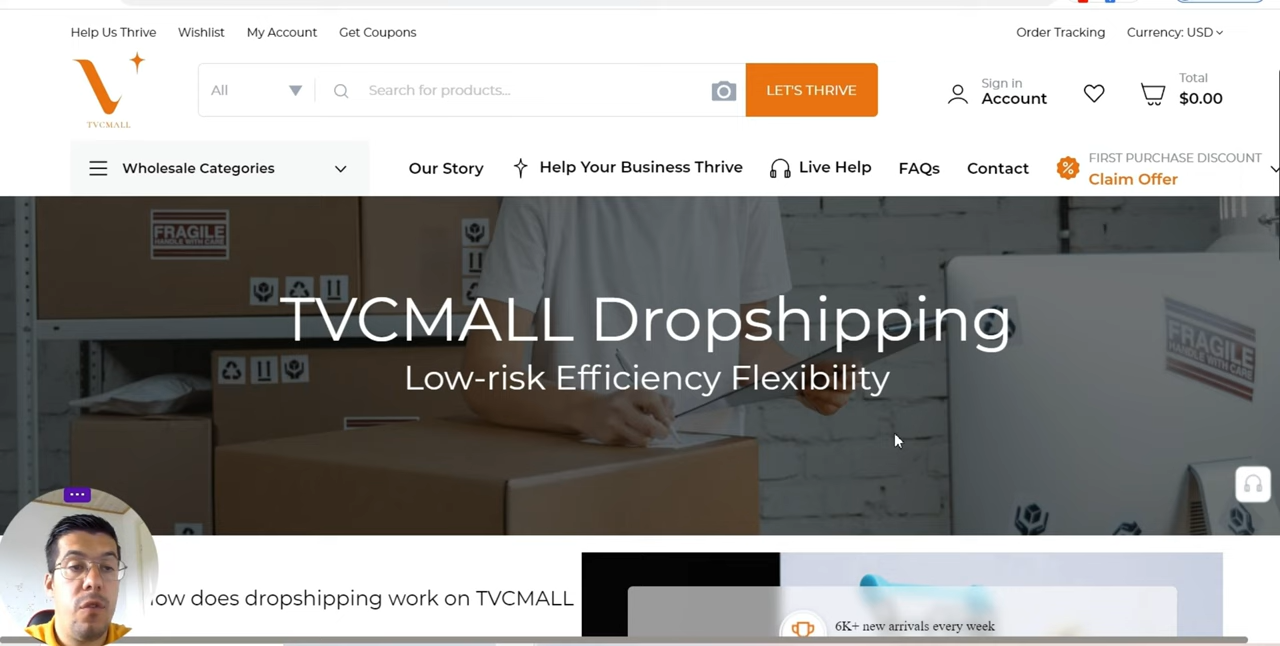 Help Us Thrive Wishlist My Account Get Coupons Order Tracking Currency: USD
TVCMALL
All Search for products... LET'S THRIVE Sign in Account Total $0.00
Wholesale Categories Our Story Help Your Business Thrive Live Help FAQs Contact FIRST PURCHASE DISCOUNT
Claim Offer
FRAGILE
HANDLE WITH CARE
FRAGILE
TVCMALL Dropshipping
Low-risk Efficiency Flexibility
ow does dropshipping work on TVCMALL
6K+ new arrivals every week